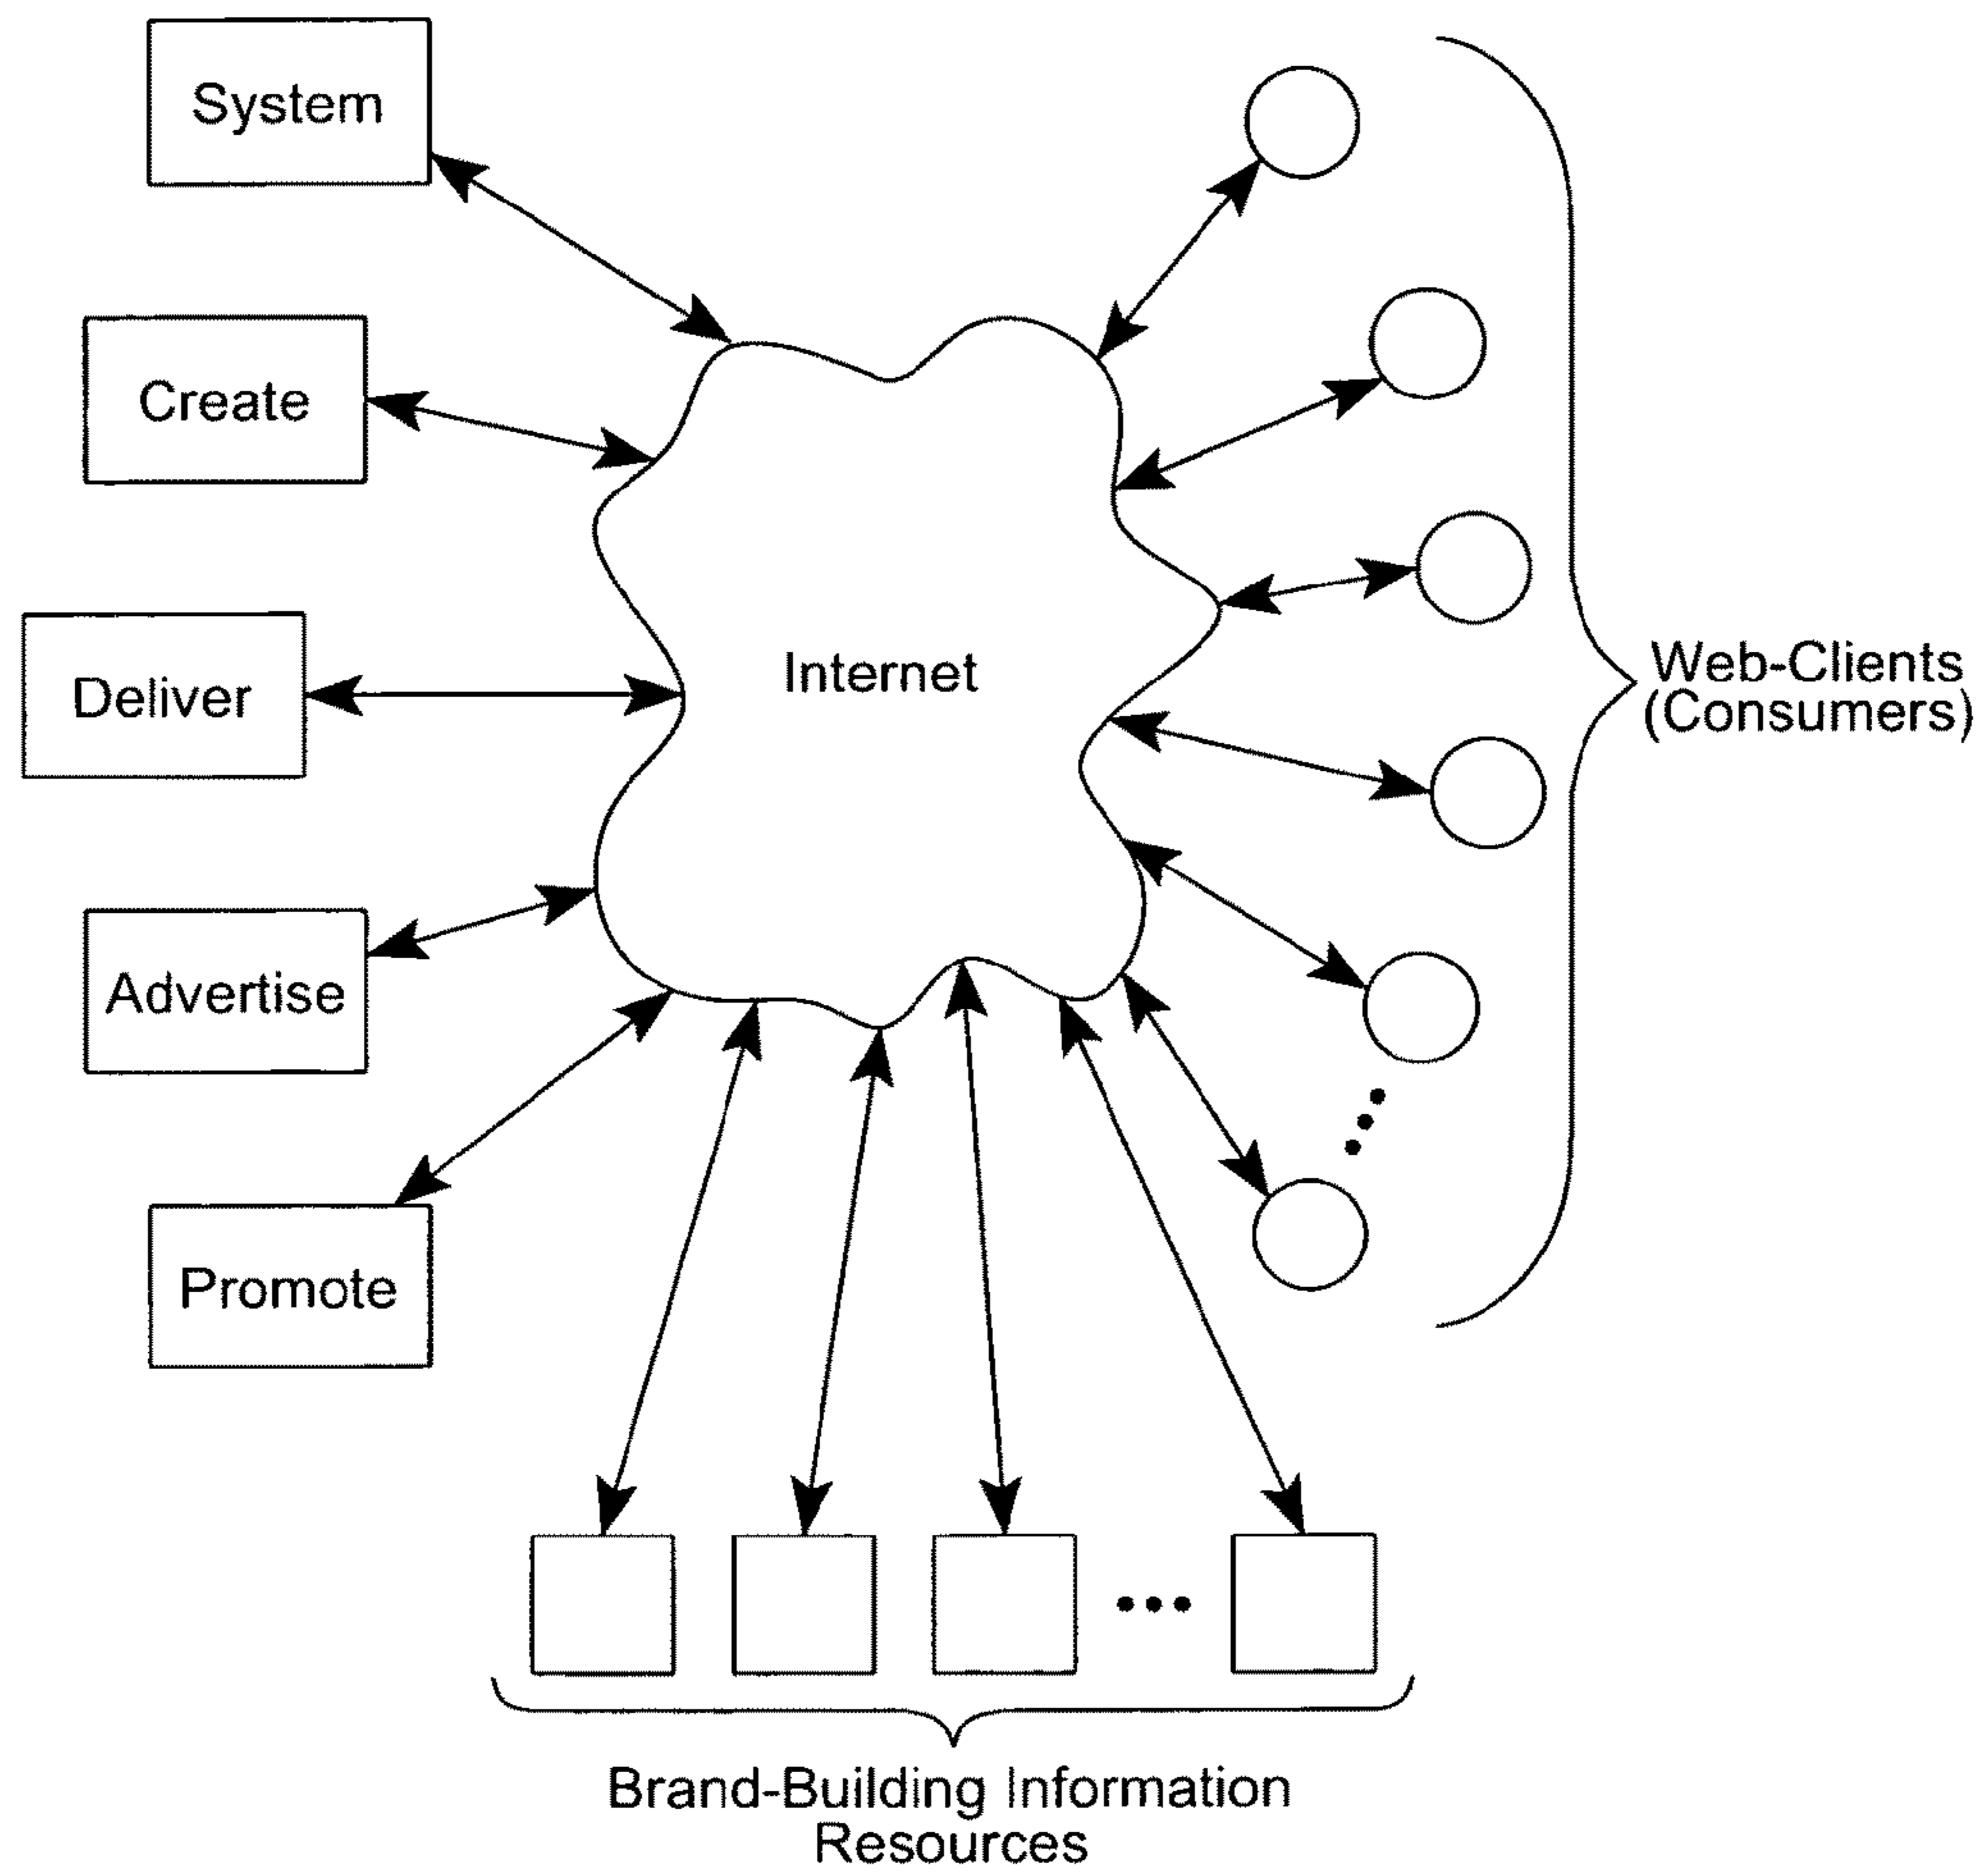 System
Create
Deliver
Advertise
Promote
Internet
Web-Clients
(Consumers)
Brand-Building Information
Resources